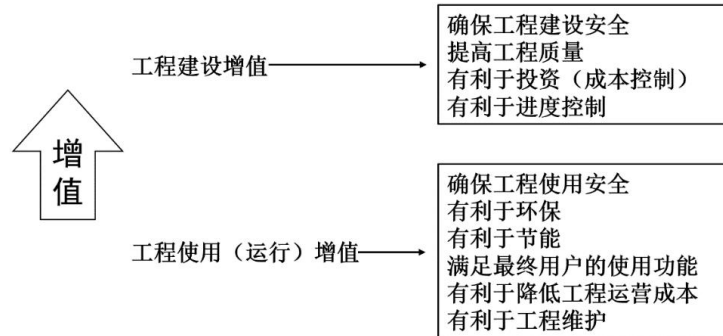 增值
工程建设增值
确保工程建设安全
提高工程质量
有利于投资（成本控制）
有利于进度控制
工程使用（运行）增值
确保工程使用安全
有利于环保
有利于节能
满足最终用户的使用功能
有利于降低工程运营成本
有利于工程维护